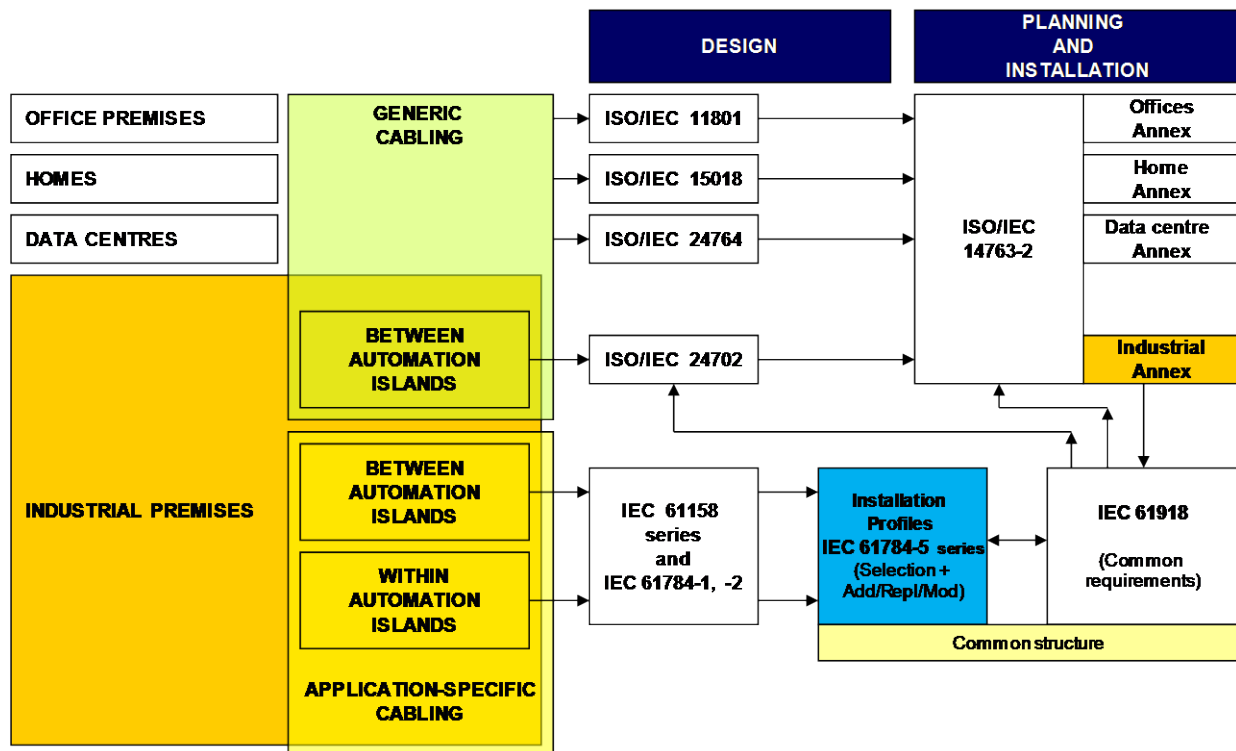 DESIGN
PLANNING
AND
INSTALLATION
OFFICE PREMISES
GENERIC
CABLING
ISO/IEC 11801
Offices
Annex
HOMES
ISO/IEC 15018
Home
Annex
DATA CENTRES
ISO/IEC 24764
ISO/IEC
14763-2
Data centre
Annex
BETWEEN
AUTOMATION
ISLANDS
ISO/IEC 24702
Industrial
Annex
INDUSTRIAL PREMISES
BETWEEN
AUTOMATION
ISLANDS
IEC 61158
series
and
IEC 61784-1, -2
Installation
Profiles
IEC 61784-5 series
(Selection +
Add/Repl/Mod)
IEC 61918
(Common
requirements)
WITHIN
AUTOMATION
ISLANDS
Common structure
APPLICATION-SPECIFIC
CABLING